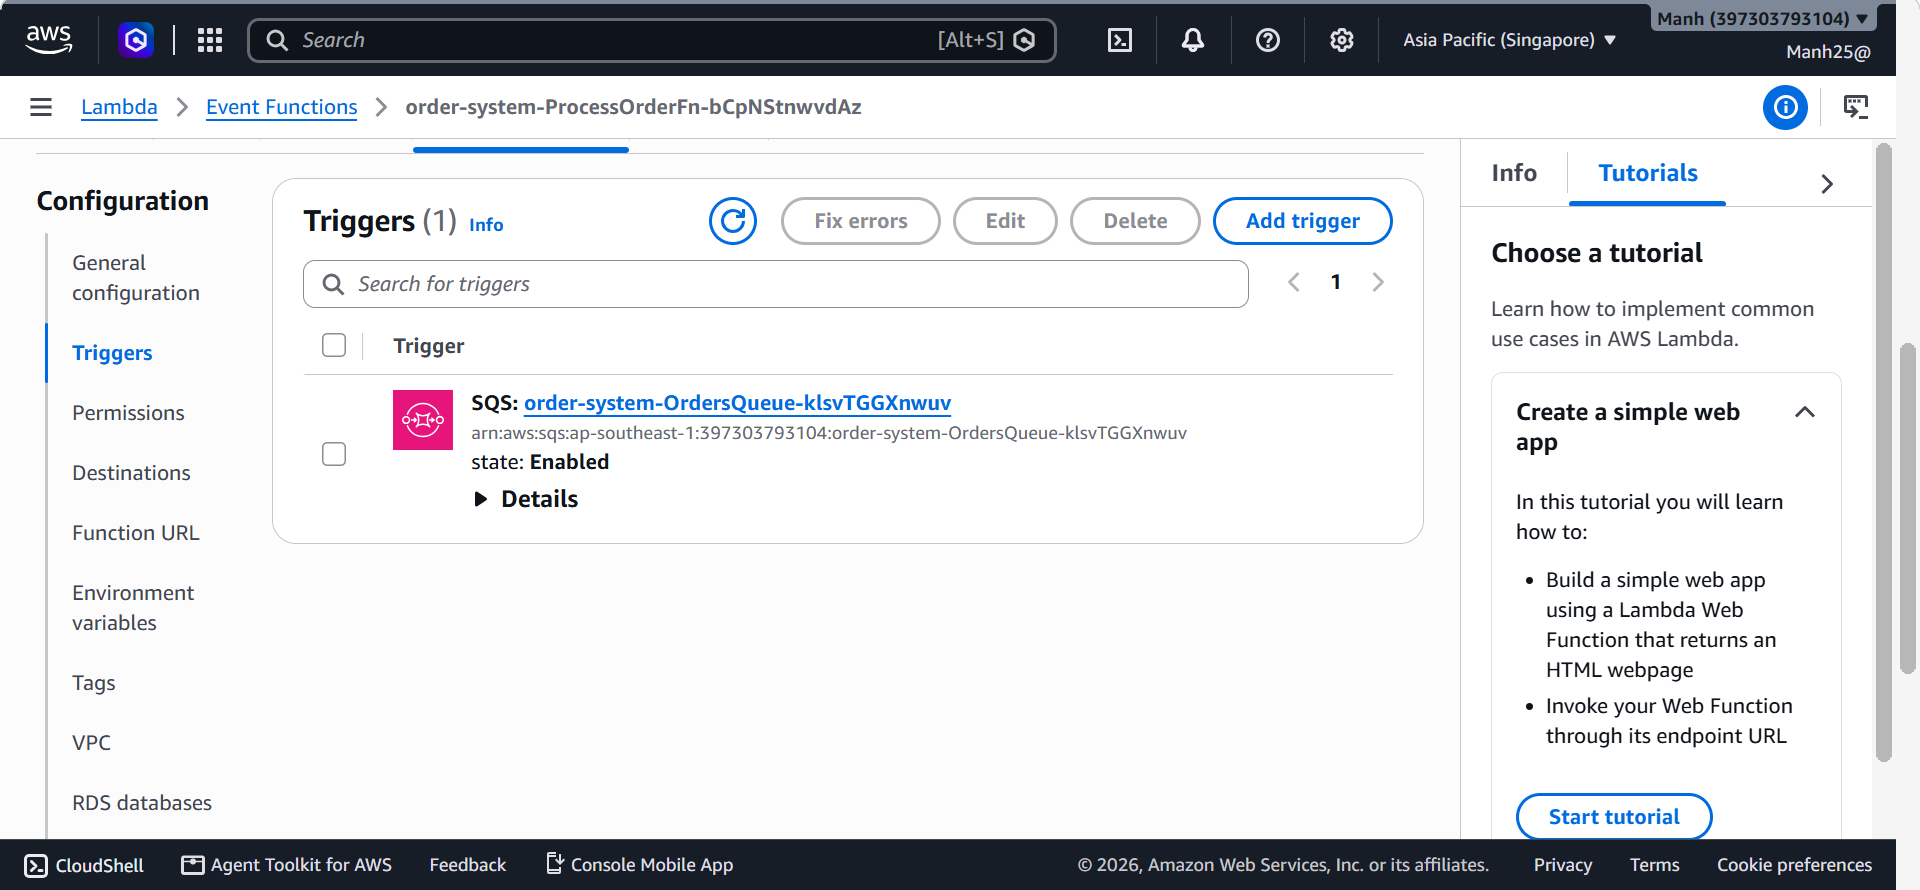 aws
Search
[Alt+S]
Asia Pacific (Singapore)
Manh (397303793104)
Manh25@
Lambda
Event Functions
order-system-ProcessOrderFn-bCpNStnwvdAz
Configuration
General
configuration
Triggers
Permissions
Destinations
Function URL
Environment
variables
Tags
VPC
RDS databases
Triggers (1) Info
Fix errors
Edit
Delete
Add trigger
Search for triggers
1
Trigger
SQS: order-system-OrdersQueue-klsvTGGXnwuv
arn:aws:sqs:ap-southeast-1:397303793104:order-system-OrdersQueue-klsvTGGXnwuv
state: Enabled
Details
Info
Tutorials
Choose a tutorial
Learn how to implement common
use cases in AWS Lambda.
Create a simple web
app
In this tutorial you will learn
how to:
• Build a simple web app
using a Lambda Web
Function that returns an
HTML webpage
• Invoke your Web Function
through its endpoint URL
Start tutorial
CloudShell
Agent Toolkit for AWS
Feedback
Console Mobile App
© 2026, Amazon Web Services, Inc. or its affiliates.
Privacy
Terms
Cookie preferences